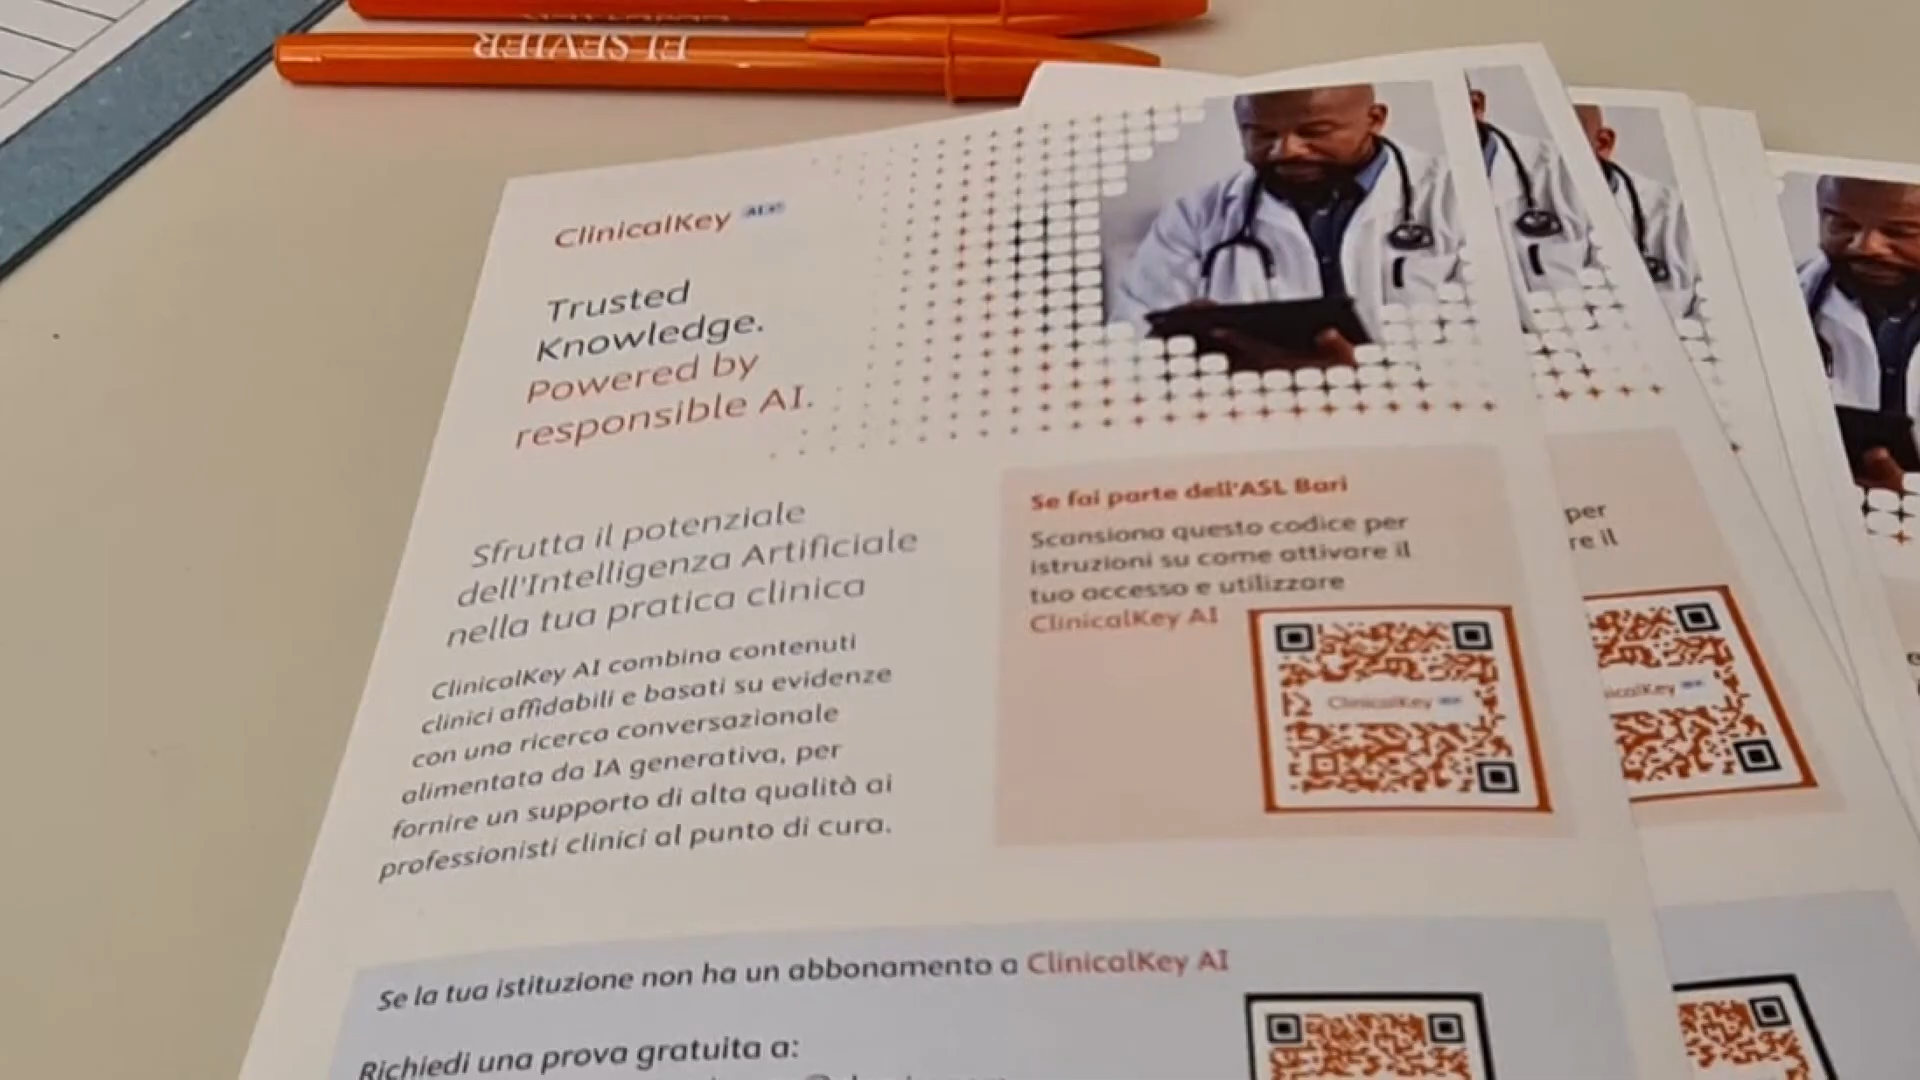 ELSEVIER
ClinicalKey AI
Trusted
Knowledge.
Powered by
responsible AI.
Sfrutta il potenziale
dell'Intelligenza Artificiale
nella tua pratica clinica
ClinicalKey AI combina contenuti
clinici affidabili e basati su evidenze
con una ricerca conversazionale
alimentata da IA generativa, per
fornire un supporto di alta qualità ai
professionisti clinici al punto di cura.
Se fai parte dell'ASL Bari
Scansiona questo codice per
istruzioni su come attivare il
tuo accesso e utilizzare
ClinicalKey AI
ClinicalKey
per
re il
icalKey
Se la tua istituzione non ha un abbonamento a ClinicalKey AI
Richiedi una prova gratuita a: